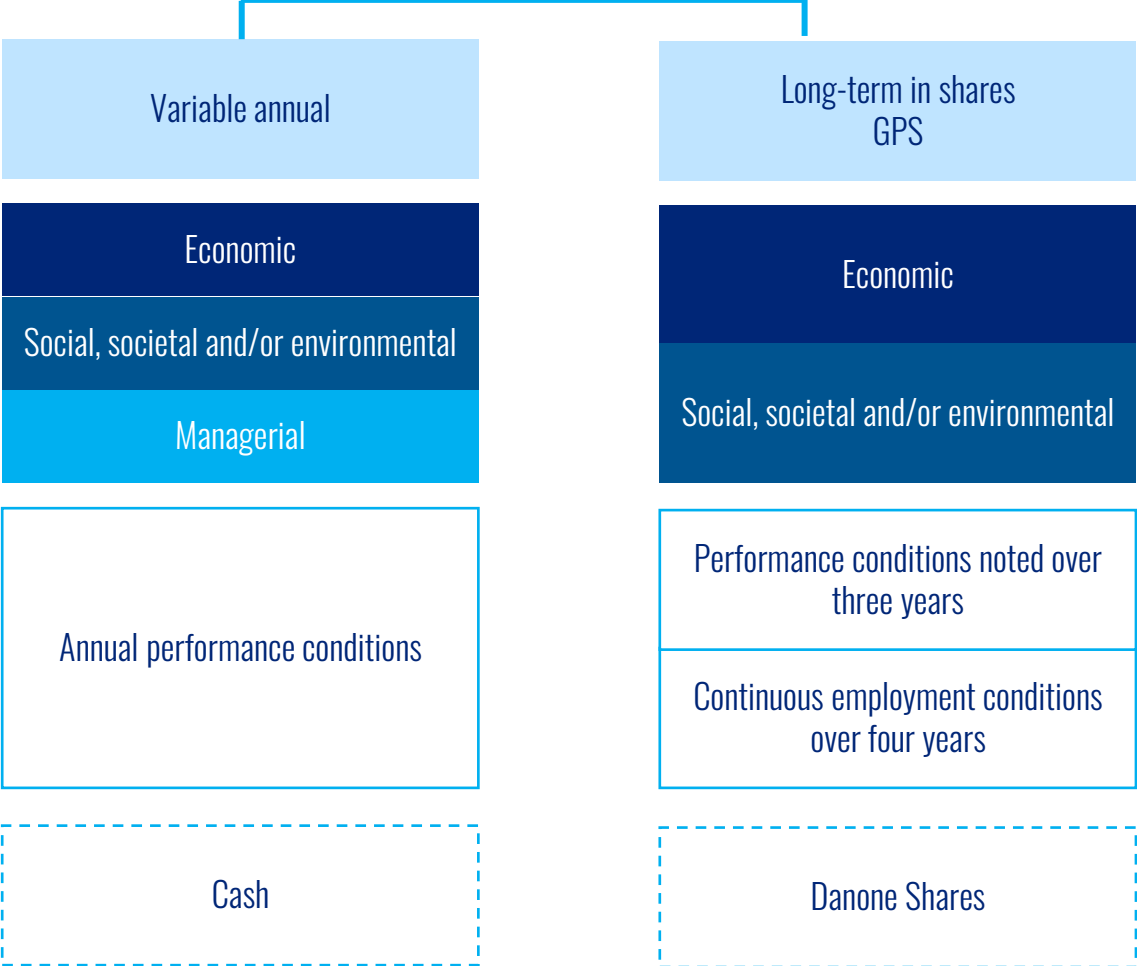 Variable annual
Economic
Social, societal and/or environmental
Managerial
Annual performance conditions
Cash
Long-term in shares
GPS
Economic
Social, societal and/or environmental
Performance conditions noted over
three years
Continuous employment conditions
over four years
Danone Shares